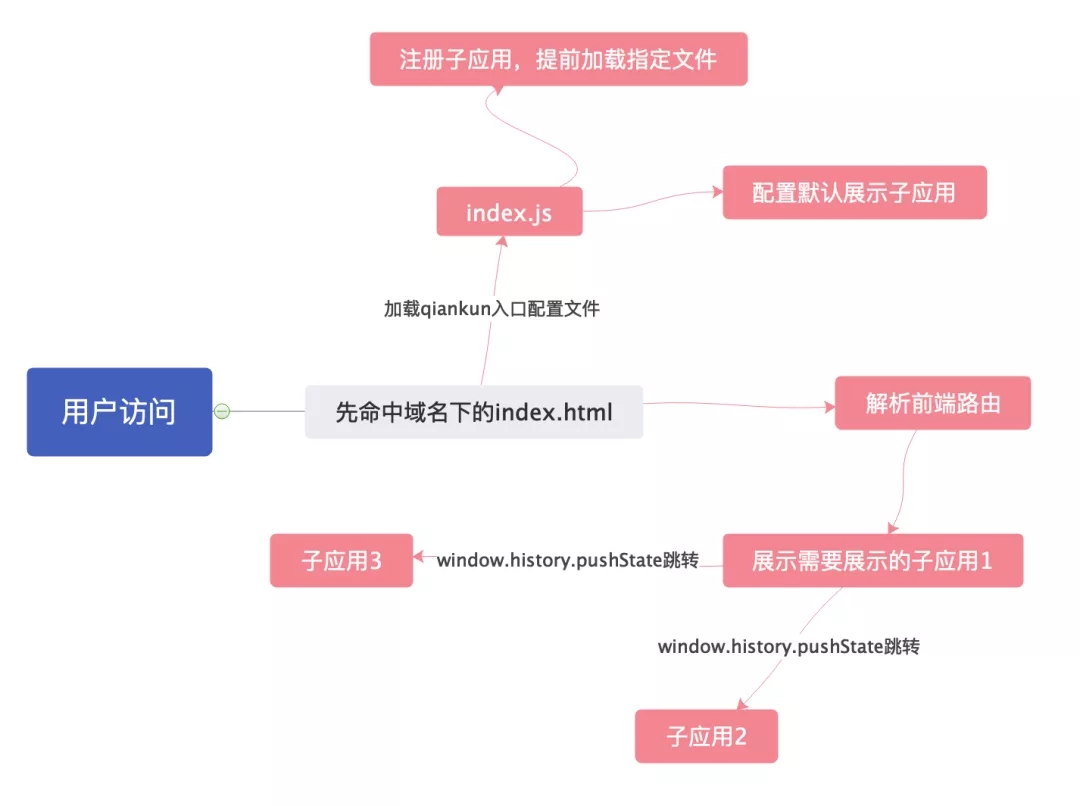 注册子应用，提前加载指定文件
配置默认展示子应用
index.js
加载qiankun入口配置文件
用户访问
先命中域名下的index.html
解析前端路由
子应用3
window.history.pushState跳转
展示需要展示的子应用1
window.history.pushState跳转
子应用2